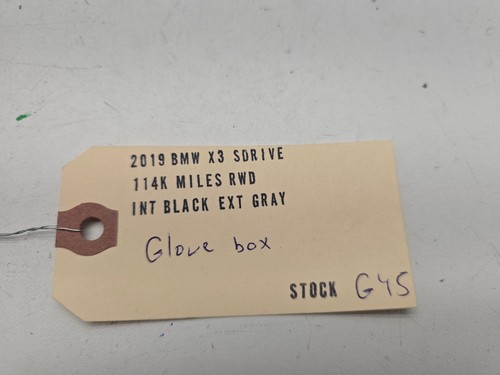 2019 BMW X3 SDRIVE
114K MILES RWD
INT BLACK EXT GRAY
Glove box
STOCK G45